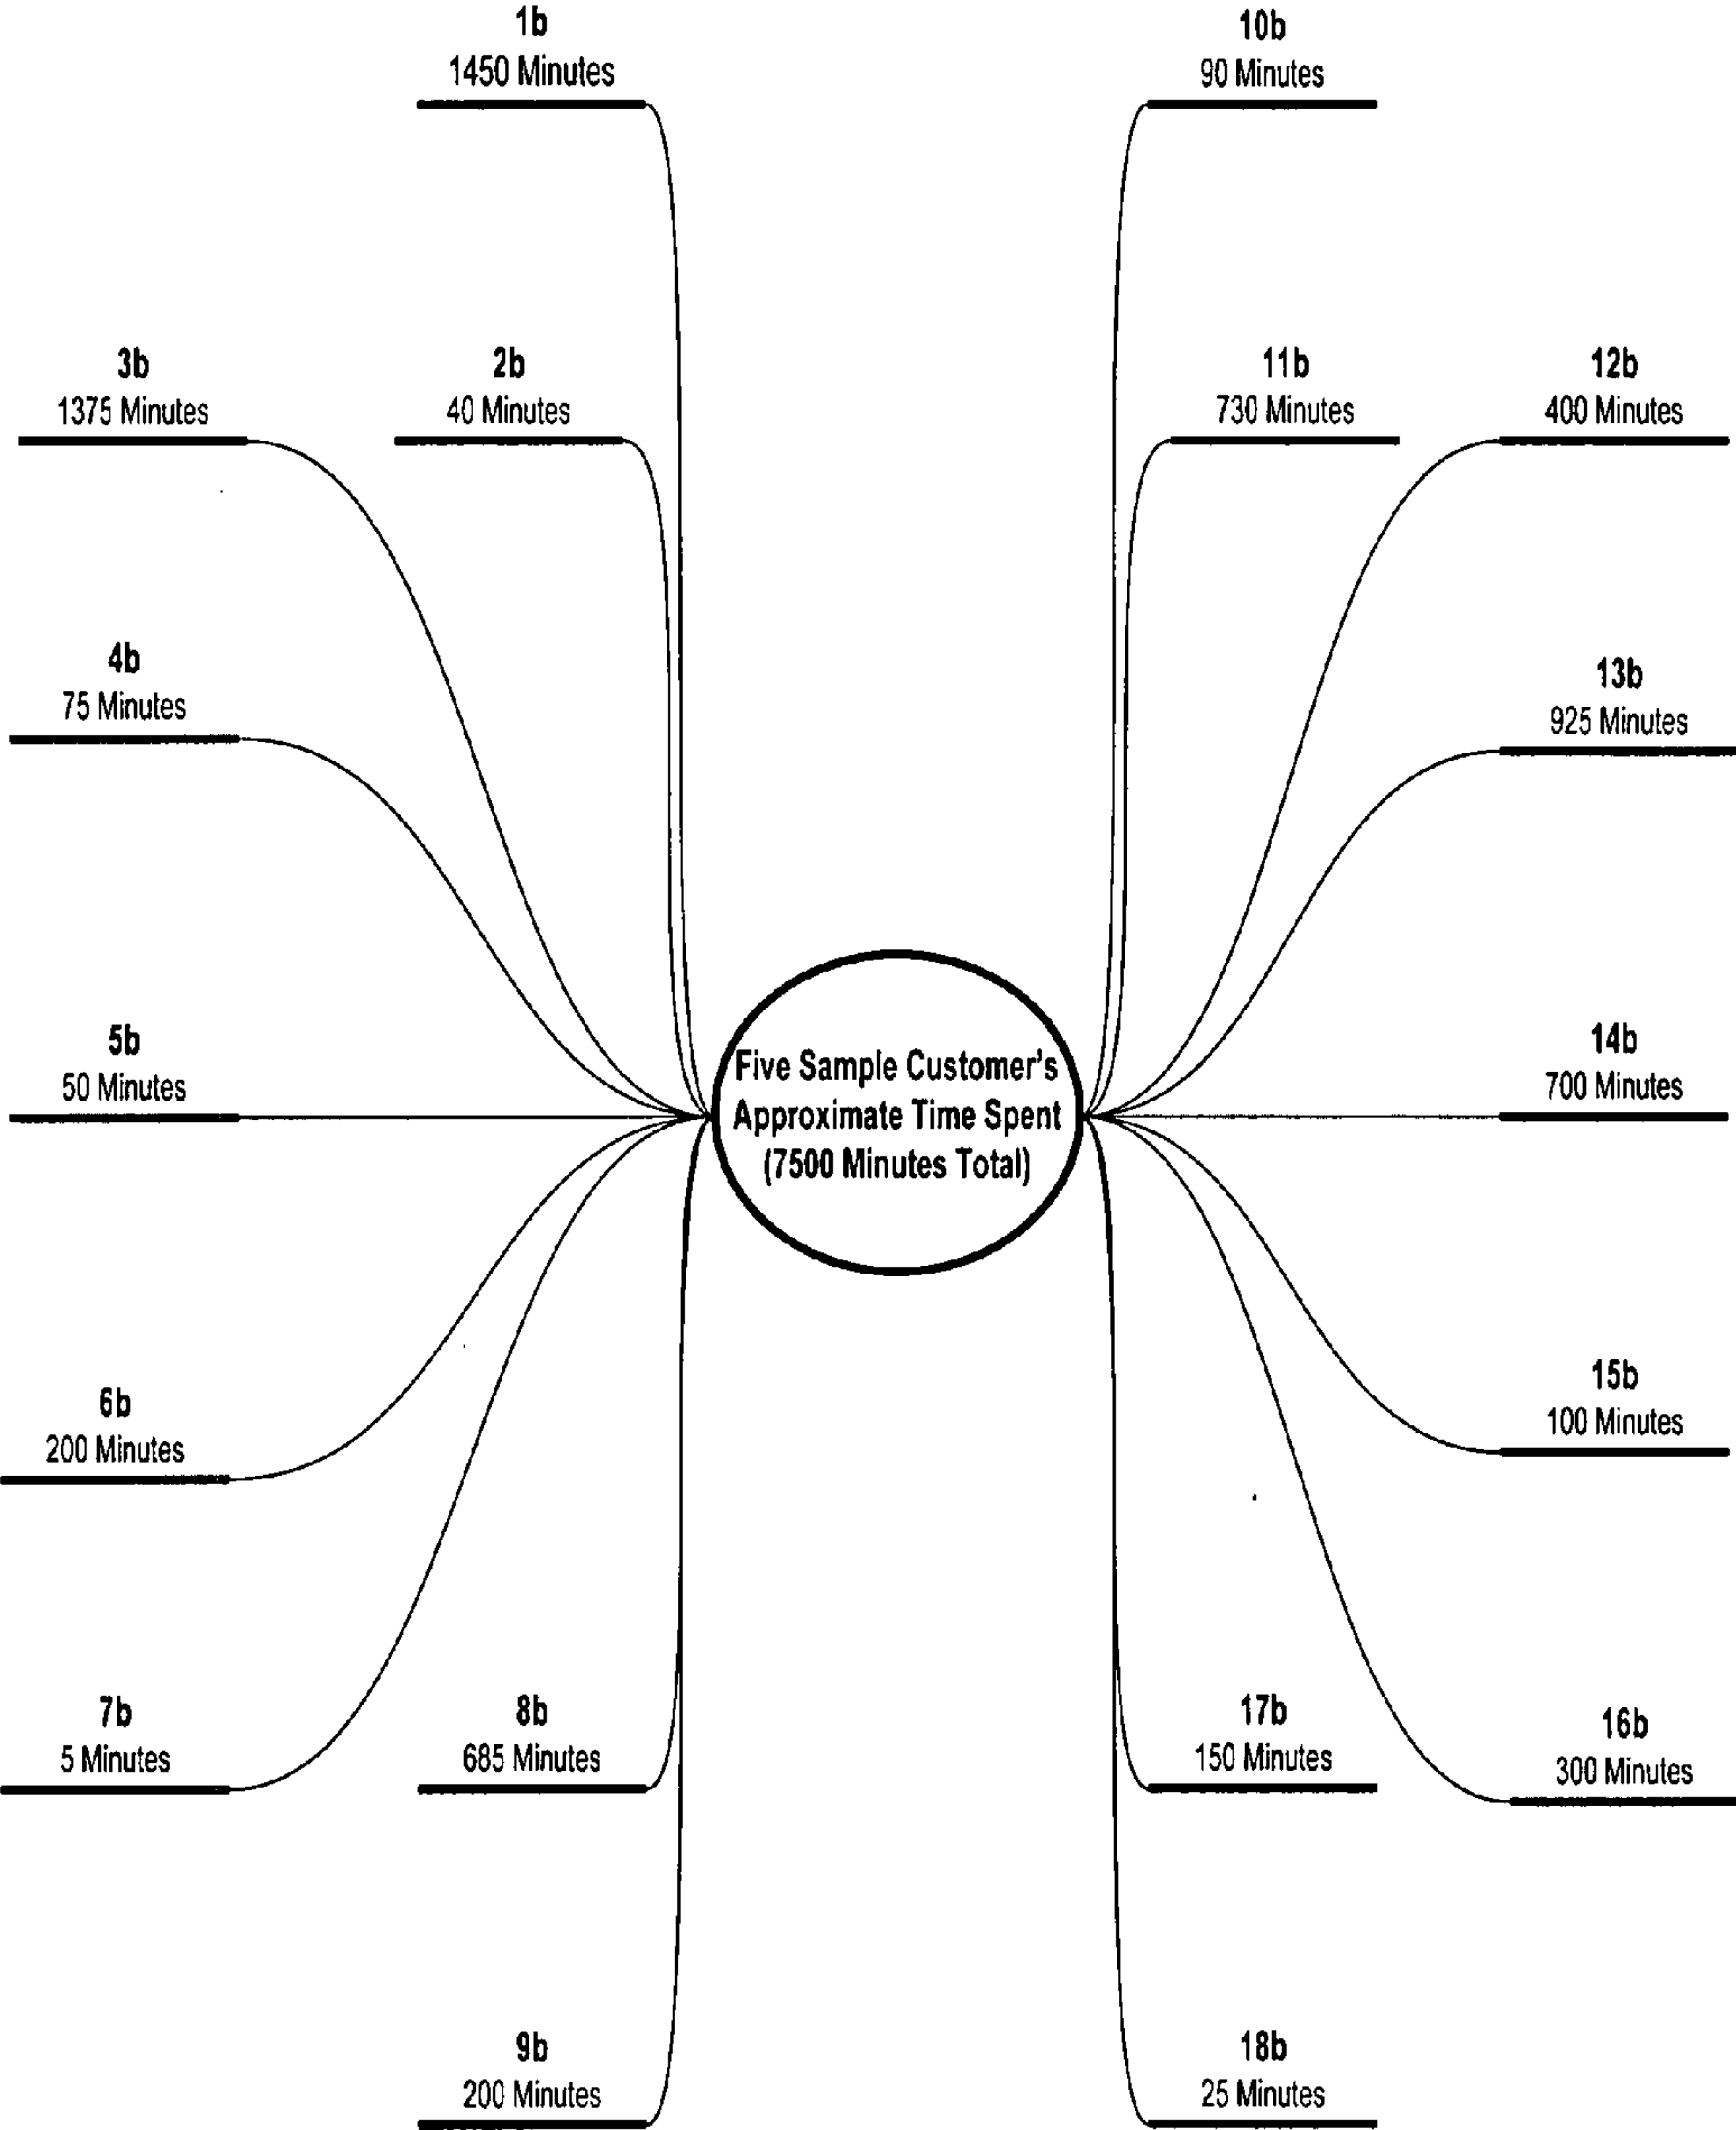 1b
1450 Minutes
10b
90 Minutes
3b
1375 Minutes
2b
40 Minutes
11b
730 Minutes
12b
400 Minutes
4b
75 Minutes
13b
925 Minutes
5b
50 Minutes
Five Sample Customer's
Approximate Time Spent
(7500 Minutes Total)
14b
700 Minutes
6b
200 Minutes
15b
100 Minutes
7b
5 Minutes
8b
685 Minutes
17b
150 Minutes
16b
300 Minutes
9b
200 Minutes
18b
25 Minutes